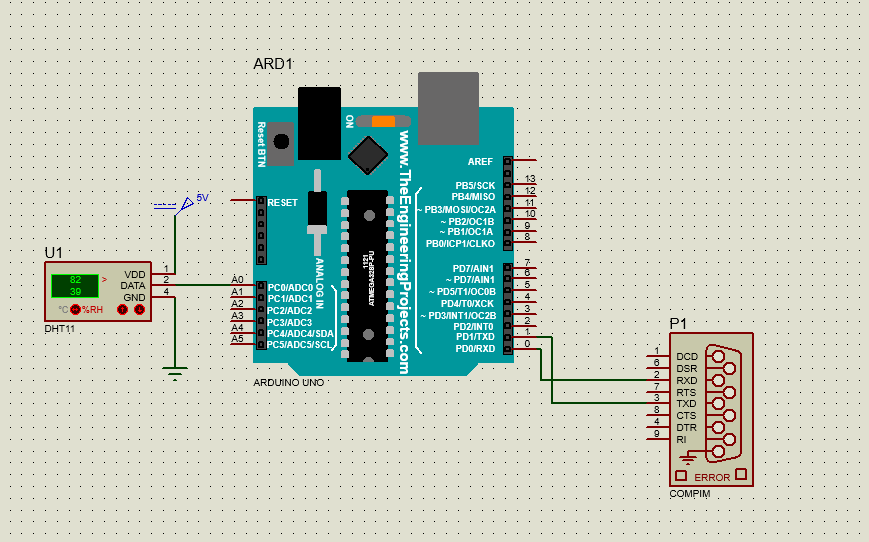 ARD1
ON
Reset BTN
www.TheEngineeringProjects.com
AREF
PB5/SCK 13
PB4/MISO 12
~ PB3/MOSI/OC2A 11
~ PB2/OC1B 10
~ PB1/OC1A 9
PB0/ICP1/CLKO 8
PD7/AIN1 7
~ PD7/AIN1 6
~ PD5/T1/OC0B 5
PD4/T0/XCK 4
~ PD3/INT1/OC2B 3
PD2/INT0 2
PD1/TXD 1
PD0/RXD 0
RESET
ANALOG IN
A0 PC0/ADC0
A1 PC1/ADC1
A2 PC2/ADC2
A3 PC3/ADC3
A4 PC4/ADC4/SDA
A5 PC5/ADC5/SCL
ATMEGA328P-PU
1121
ARDUINO UNO
5V
U1
82
39
>
°C %RH
VDD 1
DATA 2
GND 4
DHT11
P1
1 DCD
6 DSR
2 RXD
7 RTS
3 TXD
8 CTS
4 DTR
9 RI
ERROR
COMPIM